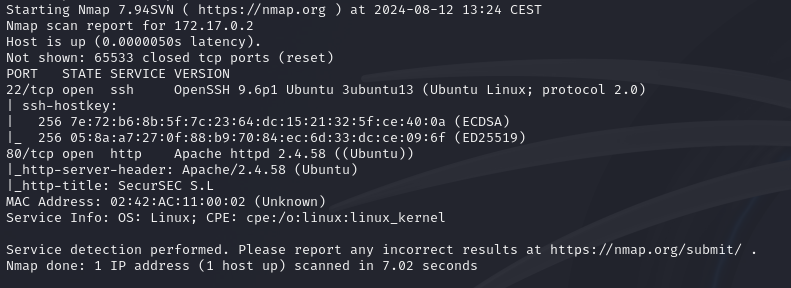 Starting Nmap 7.94SVN ( https://nmap.org ) at 2024-08-12 13:24 CEST
Nmap scan report for 172.17.0.2
Host is up (0.0000050s latency).
Not shown: 65533 closed tcp ports (reset)
PORT   STATE SERVICE VERSION
22/tcp open  ssh     OpenSSH 9.6p1 Ubuntu 3ubuntu13 (Ubuntu Linux; protocol 2.0)
| ssh-hostkey:
|   256 7e:72:b6:8b:5f:7c:23:64:dc:15:21:32:5f:ce:40:0a (ECDSA)
|_  256 05:8a:a7:27:0f:88:b9:70:84:ec:6d:33:dc:ce:09:6f (ED25519)
80/tcp open  http    Apache httpd 2.4.58 ((Ubuntu))
|_http-server-header: Apache/2.4.58 (Ubuntu)
|_http-title: SecurSEC S.L
MAC Address: 02:42:AC:11:00:02 (Unknown)
Service Info: OS: Linux; CPE: cpe:/o:linux:linux_kernel

Service detection performed. Please report any incorrect results at https://nmap.org/submit/ .
Nmap done: 1 IP address (1 host up) scanned in 7.02 seconds